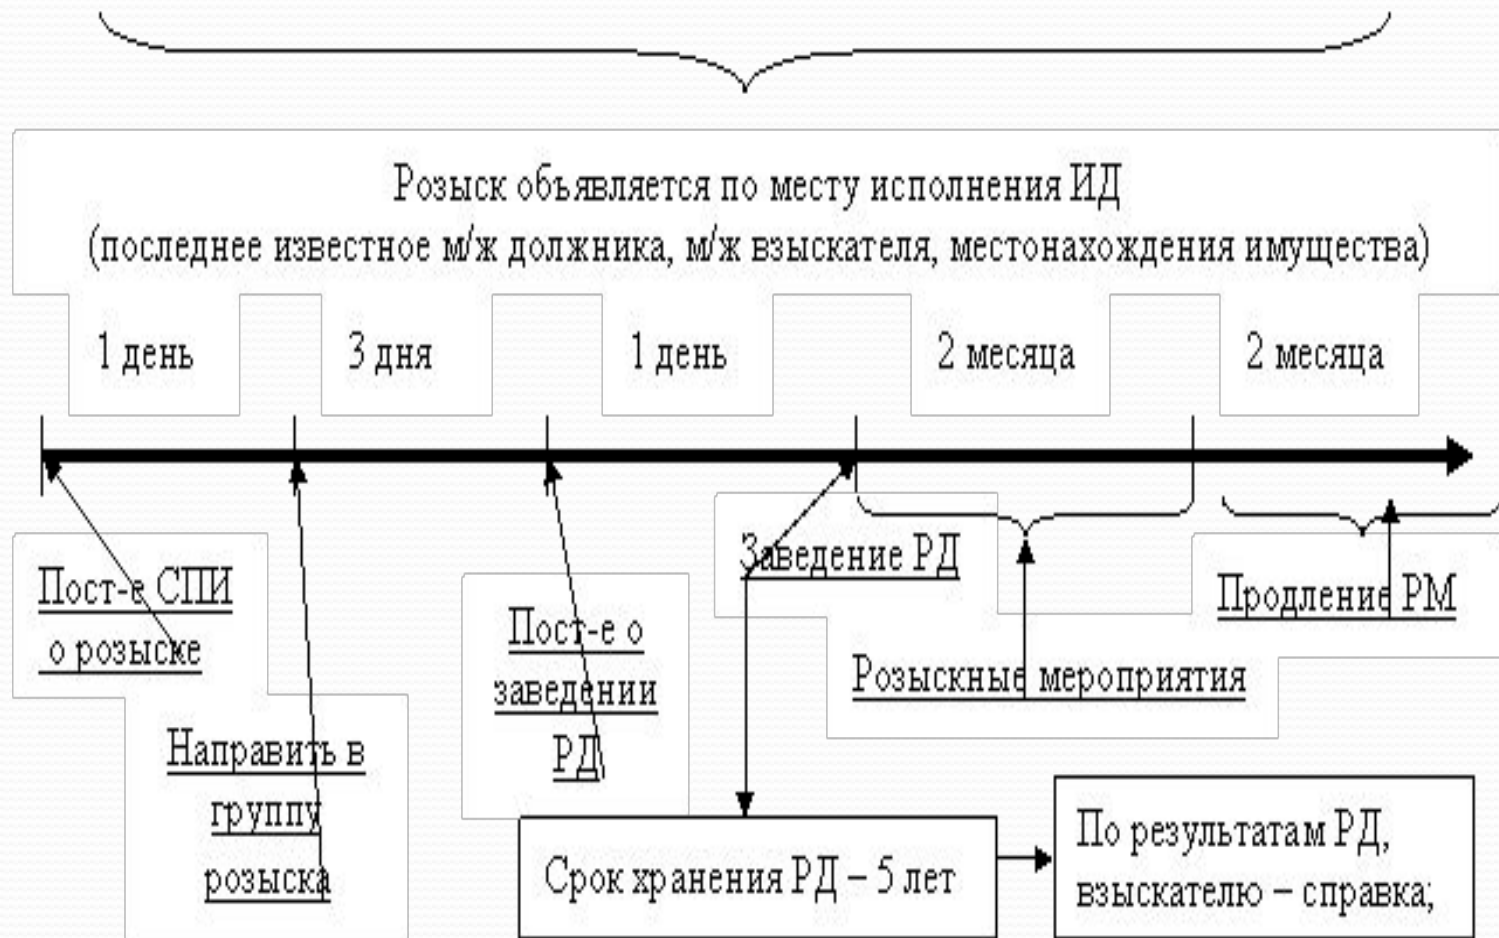 Розыск объявляется по месту исполнения ИД
(последнее известное м/ж должника, м/ж взыскателя, местонахождения имущества)
1 день
3 дня
1 день
2 месяца
2 месяца
Пост-е СПИ
о розыске
Направить в
группу
розыска
Пост-е о
заведении
РД
Заведение РД
Розыскные мероприятия
Продление РМ
Срок хранения РД – 5 лет
По результатам РД,
взыскателю – справка;